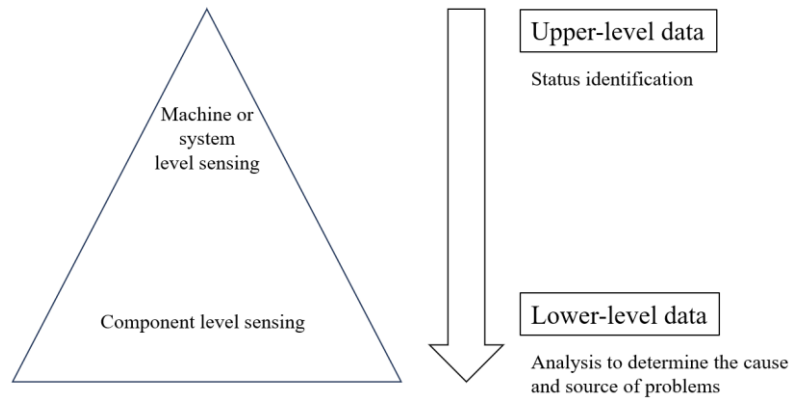 Machine or
system
level sensing
Component level sensing
Upper-level data
Status identification
Lower-level data
Analysis to determine the cause
and source of problems